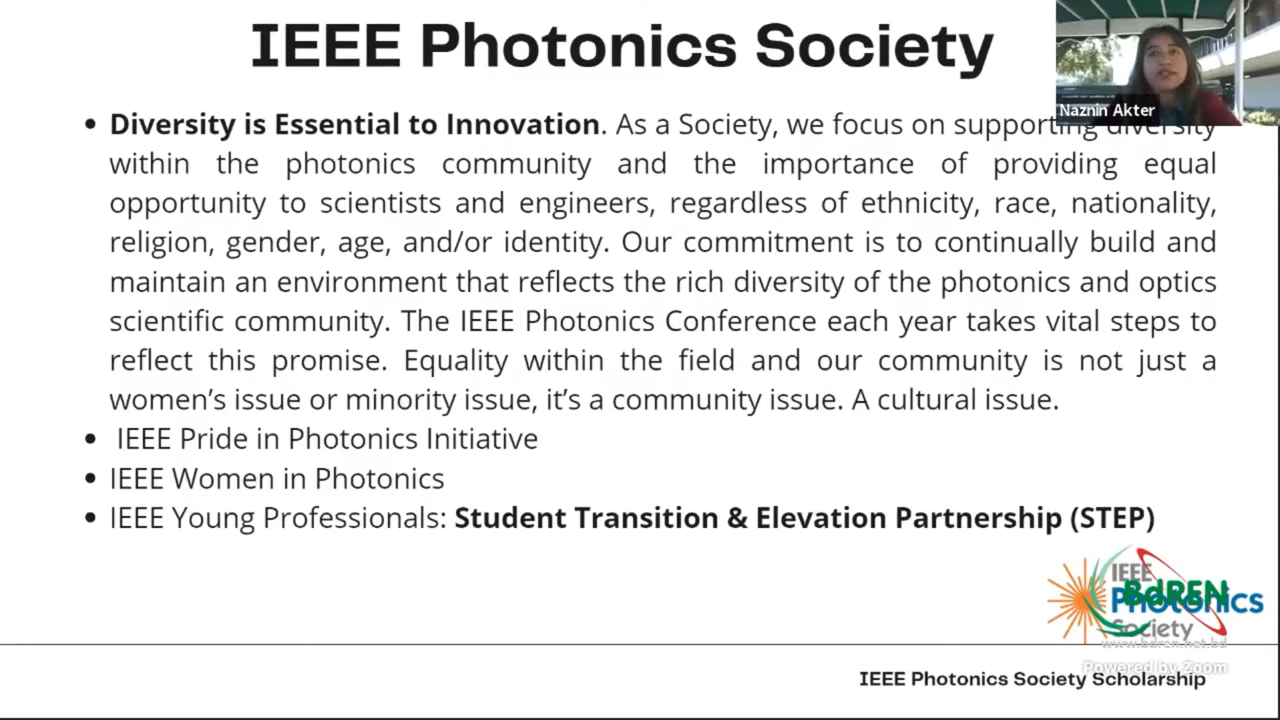 IEEE Photonics Society
Naznin Akter
• Diversity is Essential to Innovation. As a Society, we focus on supporting diversity
within the photonics community and the importance of providing equal
opportunity to scientists and engineers, regardless of ethnicity, race, nationality,
religion, gender, age, and/or identity. Our commitment is to continually build and
maintain an environment that reflects the rich diversity of the photonics and optics
scientific community. The IEEE Photonics Conference each year takes vital steps to
reflect this promise. Equality within the field and our community is not just a
women’s issue or minority issue, it’s a community issue. A cultural issue.
• IEEE Pride in Photonics Initiative
• IEEE Women in Photonics
• IEEE Young Professionals: Student Transition & Elevation Partnership (STEP)
IEEE
BdREN
Photonics
Society
www.bdren.net.bd
Powered by Zoom
IEEE Photonics Society Scholarship